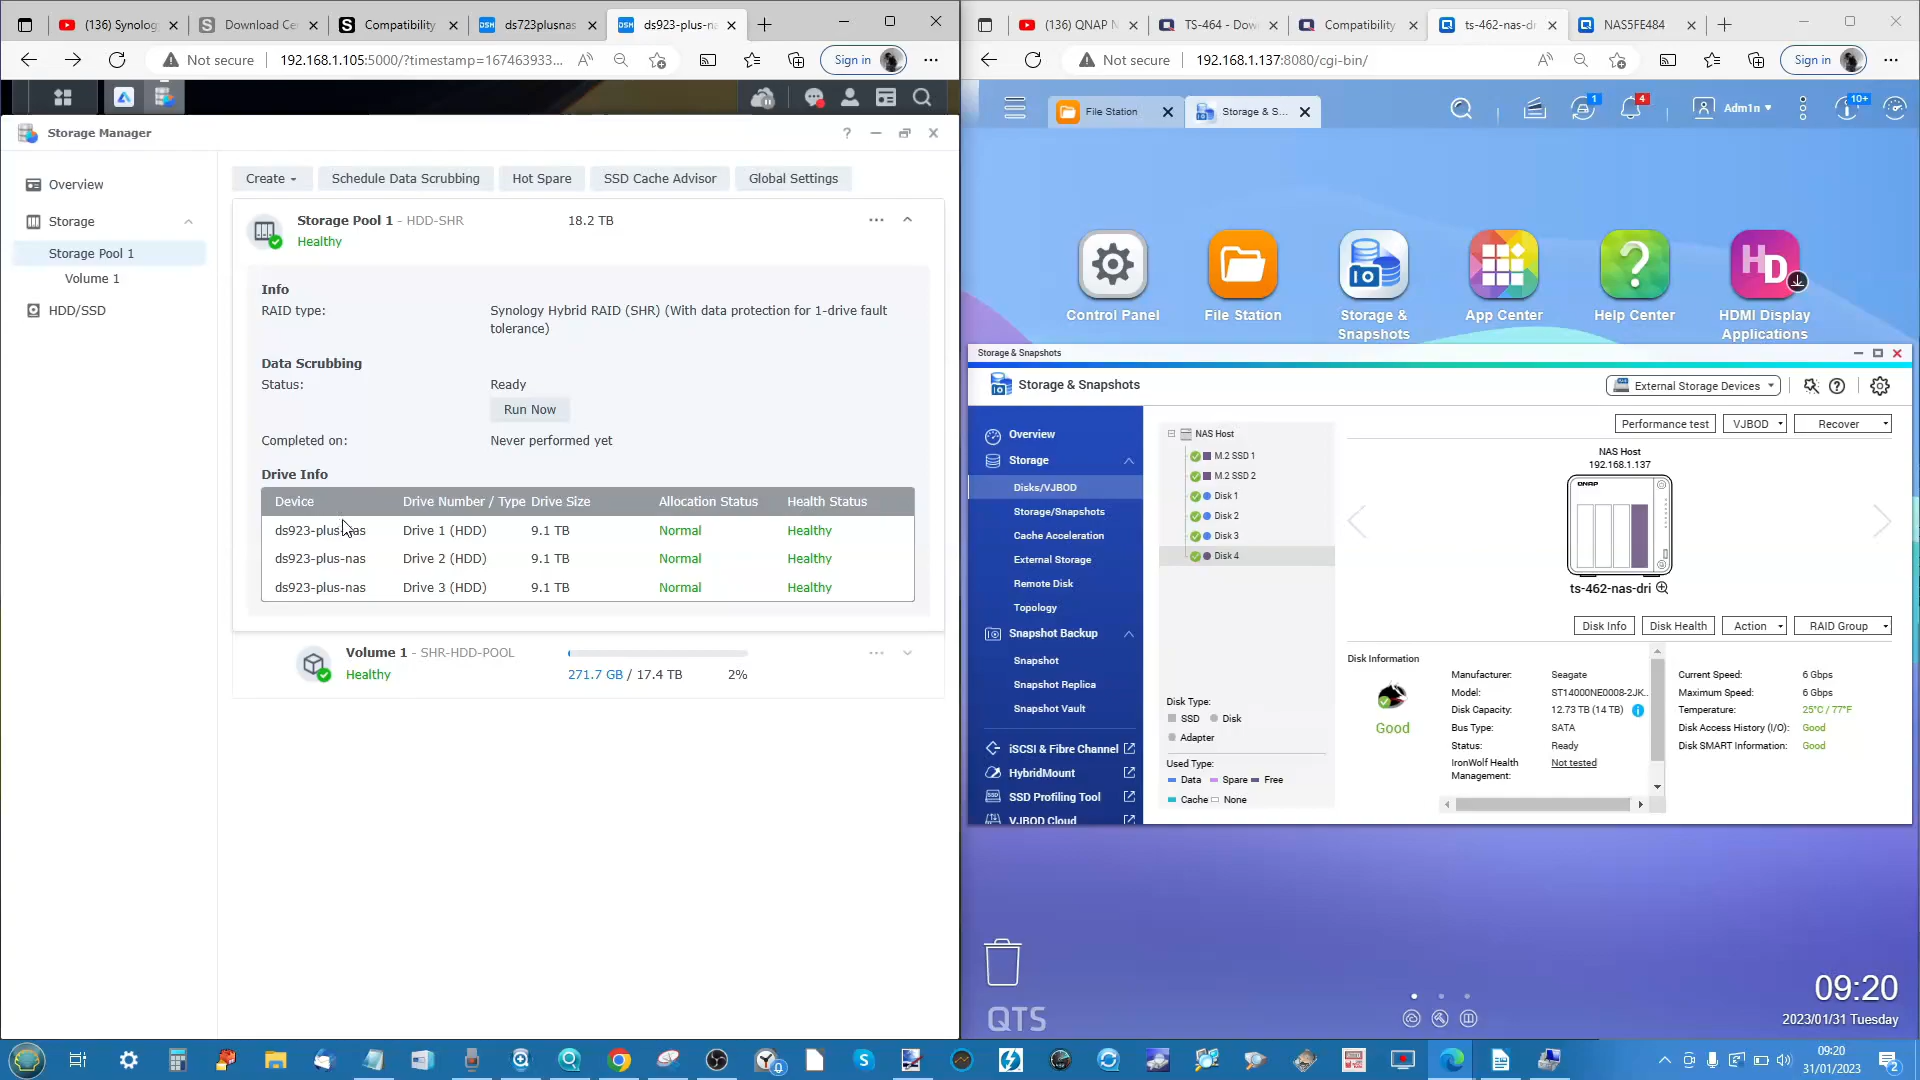 (136) Synolog
Download Ce
Compatibility
ds723plusnas
ds923-plus-na
Not secure
192.168.1.105:5000/?timestamp=167463933...
Sign in
Storage Manager
Overview
Storage
Storage Pool 1
Volume 1
HDD/SSD
Create
Schedule Data Scrubbing
Hot Spare
SSD Cache Advisor
Global Settings
Storage Pool 1 - HDD-SHR
18.2 TB
Healthy
Info
RAID type:
Synology Hybrid RAID (SHR) (With data protection for 1-drive fault
tolerance)
Data Scrubbing
Status:
Ready
Run Now
Completed on:
Never performed yet
Drive Info
Device Drive Number / Type Drive Size Allocation Status Health Status
ds923-plus-nas Drive 1 (HDD) 9.1 TB Normal Healthy
ds923-plus-nas Drive 2 (HDD) 9.1 TB Normal Healthy
ds923-plus-nas Drive 3 (HDD) 9.1 TB Normal Healthy
Volume 1 - SHR-HDD-POOL
Healthy
271.7 GB / 17.4 TB
2%
(136) QNAP N
TS-464 - Dow
Compatibility
ts-462-nas-dr
NAS5FE484
Not secure
192.168.1.137:8080/cgi-bin/
Sign in
File Station
Storage & S...
1
4
Adm1n
10+
Control Panel
File Station
Storage &
Snapshots
App Center
Help Center
HD
HDMI Display
Applications
Storage & Snapshots
Storage & Snapshots
External Storage Devices
Overview
Storage
Disks/VJBOD
Storage/Snapshots
Cache Acceleration
External Storage
Remote Disk
Topology
Snapshot Backup
Snapshot
Snapshot Replica
Snapshot Vault
iSCSI & Fibre Channel
HybridMount
SSD Profiling Tool
VJBOD Cloud
NAS Host
M.2 SSD 1
M.2 SSD 2
Disk 1
Disk 2
Disk 3
Disk 4
Disk Type:
SSD Disk
Adapter
Used Type:
Data Spare Free
Cache None
Performance test
VJBOD
Recover
NAS Host
192.168.1.137
QNAP
ts-462-nas-dri
Disk Info
Disk Health
Action
RAID Group
Disk Information
Good
Manufacturer: Seagate
Model: ST14000NE0008-2JK..
Disk Capacity: 12.73 TB (14 TB)
Bus Type: SATA
Status: Ready
IronWolf Health
Management:
Not tested
Current Speed: 6 Gbps
Maximum Speed: 6 Gbps
Temperature: 25°C / 77°F
Disk Access History (I/O): Good
Disk SMART Information: Good
QTS
09:20
2023/01/31 Tuesday
09:20
31/01/2023
2